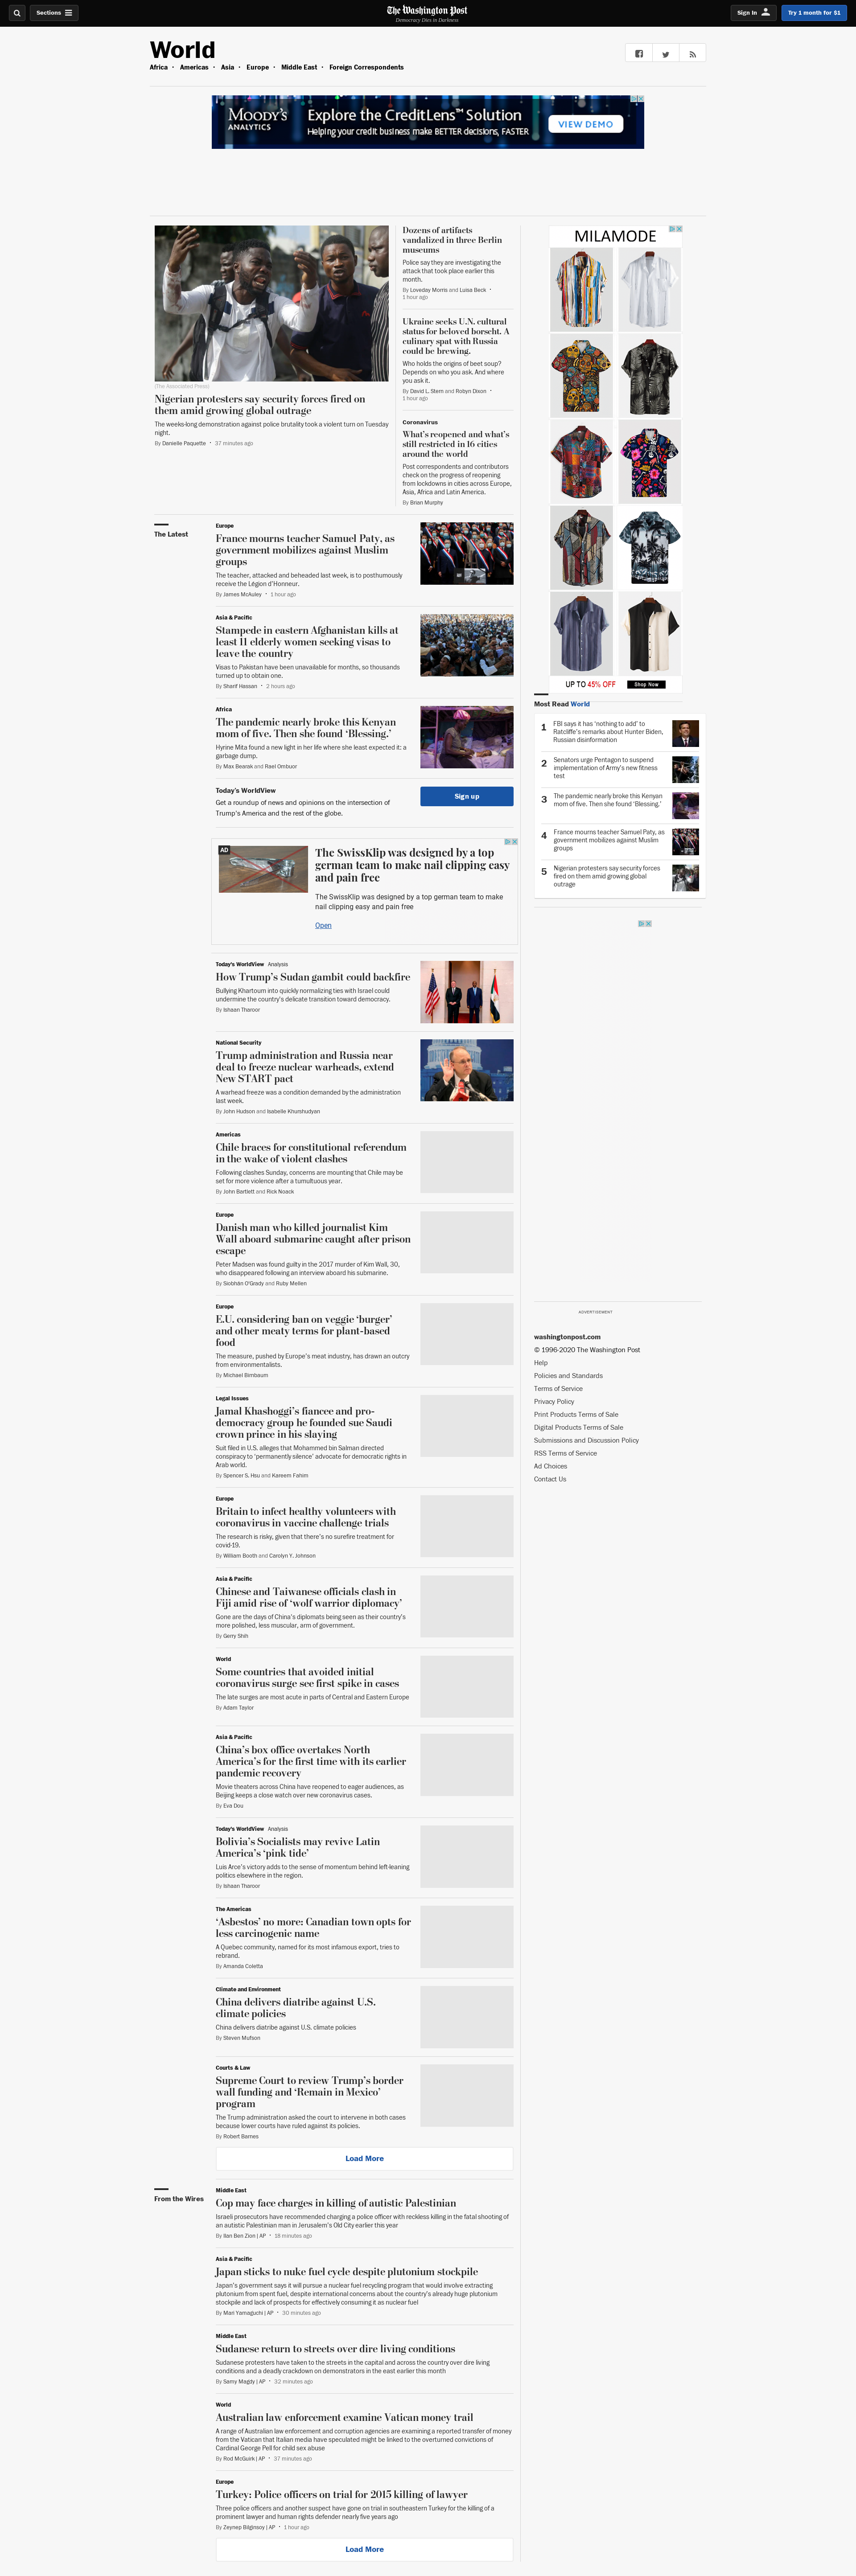 Sections
The Washington Post
Democracy Dies in Darkness
Sign In
Try 1 month for $1
World
Africa • Americas • Asia • Europe • Middle East • Foreign Correspondents
MOODY'S ANALYTICS
Explore the CreditLens™ Solution
Helping your credit business make BETTER decisions, FASTER
VIEW DEMO
(The Associated Press)
Nigerian protesters say security forces fired on
them amid growing global outrage
The weeks-long demonstration against police brutality took a violent turn on Tuesday
night.
By Danielle Paquette • 37 minutes ago
Dozens of artifacts
vandalized in three Berlin
museums
Police say they are investigating the
attack that took place earlier this
month.
By Loveday Morris and Luisa Beck •
1 hour ago
Ukraine seeks U.N. cultural
status for beloved borscht. A
culinary spat with Russia
could be brewing.
Who holds the origins of beet soup?
Depends on who you ask. And where
you ask it.
By David L. Stern and Robyn Dixon •
1 hour ago
Coronavirus
What’s reopened and what’s
still restricted in 16 cities
around the world
Post correspondents and contributors
check on the progress of reopening
from lockdowns in cities across Europe,
Asia, Africa and Latin America.
By Brian Murphy
The Latest
Europe
France mourns teacher Samuel Paty, as
government mobilizes against Muslim
groups
The teacher, attacked and beheaded last week, is to posthumously
receive the Légion d’Honneur.
By James McAuley • 1 hour ago
Asia & Pacific
Stampede in eastern Afghanistan kills at
least 11 elderly women seeking visas to
leave the country
Visas to Pakistan have been unavailable for months, so thousands
turned up to obtain one.
By Sharif Hassan • 2 hours ago
Africa
The pandemic nearly broke this Kenyan
mom of five. Then she found ‘Blessing.’
Hyrine Mita found a new light in her life where she least expected it: a
garbage dump.
By Max Bearak and Rael Ombuor
Today’s WorldView
Get a roundup of news and opinions on the intersection of
Trump's America and the rest of the globe.
Sign up
AD
The SwissKlip was designed by a top
german team to make nail clipping easy
and pain free
The SwissKlip was designed by a top german team to make
nail clipping easy and pain free
Open
Today's WorldView Analysis
How Trump’s Sudan gambit could backfire
Bullying Khartoum into quickly normalizing ties with Israel could
undermine the country’s delicate transition toward democracy.
By Ishaan Tharoor
National Security
Trump administration and Russia near
deal to freeze nuclear warheads, extend
New START pact
A warhead freeze was a condition demanded by the administration
last week.
By John Hudson and Isabelle Khurshudyan
Americas
Chile braces for constitutional referendum
in the wake of violent clashes
Following clashes Sunday, concerns are mounting that Chile may be
set for more violence after a tumultuous year.
By John Bartlett and Rick Noack
Europe
Danish man who killed journalist Kim
Wall aboard submarine caught after prison
escape
Peter Madsen was found guilty in the 2017 murder of Kim Wall, 30,
who disappeared following an interview aboard his submarine.
By Siobhán O'Grady and Ruby Mellen
Europe
E.U. considering ban on veggie ‘burger’
and other meaty terms for plant-based
food
The measure, pushed by Europe’s meat industry, has drawn an outcry
from environmentalists.
By Michael Birnbaum
Legal Issues
Jamal Khashoggi’s fiancee and pro-
democracy group he founded sue Saudi
crown prince in his slaying
Suit filed in U.S. alleges that Mohammed bin Salman directed
conspiracy to ‘permanently silence’ advocate for democratic rights in
Arab world.
By Spencer S. Hsu and Kareem Fahim
Europe
Britain to infect healthy volunteers with
coronavirus in vaccine challenge trials
The research is risky, given that there’s no surefire treatment for
covid-19.
By William Booth and Carolyn Y. Johnson
Asia & Pacific
Chinese and Taiwanese officials clash in
Fiji amid rise of ‘wolf warrior diplomacy’
Gone are the days of China’s diplomats being seen as their country’s
more polished, less muscular, arm of government.
By Gerry Shih
World
Some countries that avoided initial
coronavirus surge see first spike in cases
The late surges are most acute in parts of Central and Eastern Europe
By Adam Taylor
Asia & Pacific
China’s box office overtakes North
America’s for the first time with its earlier
pandemic recovery
Movie theaters across China have reopened to eager audiences, as
Beijing keeps a close watch over new coronavirus cases.
By Eva Dou
Today's WorldView Analysis
Bolivia’s Socialists may revive Latin
America’s ‘pink tide’
Luis Arce’s victory adds to the sense of momentum behind left-leaning
politics elsewhere in the region.
By Ishaan Tharoor
The Americas
‘Asbestos’ no more: Canadian town opts for
less carcinogenic name
A Quebec community, named for its most infamous export, tries to
rebrand.
By Amanda Coletta
Climate and Environment
China delivers diatribe against U.S.
climate policies
China delivers diatribe against U.S. climate policies
By Steven Mufson
Courts & Law
Supreme Court to review Trump’s border
wall funding and ‘Remain in Mexico’
program
The Trump administration asked the court to intervene in both cases
because lower courts have ruled against its policies.
By Robert Barnes
Load More
From the Wires
Middle East
Cop may face charges in killing of autistic Palestinian
Israeli prosecutors have recommended charging a police officer with reckless killing in the fatal shooting of
an autistic Palestinian man in Jerusalem’s Old City earlier this year
By Ilan Ben Zion | AP • 18 minutes ago
Asia & Pacific
Japan sticks to nuke fuel cycle despite plutonium stockpile
Japan’s government says it will pursue a nuclear fuel recycling program that would involve extracting
plutonium from spent fuel, despite international concerns about the country’s already huge plutonium
stockpile and lack of prospects for effectively consuming it as nuclear fuel
By Mari Yamaguchi | AP • 30 minutes ago
Middle East
Sudanese return to streets over dire living conditions
Sudanese protesters have taken to the streets in the capital and across the country over dire living
conditions and a deadly crackdown on demonstrators in the east earlier this month
By Samy Magdy | AP • 32 minutes ago
World
Australian law enforcement examine Vatican money trail
A range of Australian law enforcement and corruption agencies are examining a reported transfer of money
from the Vatican that Italian media have speculated might be linked to the overturned convictions of
Cardinal George Pell for child sex abuse
By Rod McGuirk | AP • 37 minutes ago
Europe
Turkey: Police officers on trial for 2015 killing of lawyer
Three police officers and another suspect have gone on trial in southeastern Turkey for the killing of a
prominent lawyer and human rights defender nearly five years ago
By Zeynep Bilginsoy | AP • 1 hour ago
Load More
MILAMODE
UP TO 45% OFF
Shop Now
Most Read World
1 FBI says it has ‘nothing to add’ to
Ratcliffe’s remarks about Hunter Biden,
Russian disinformation
2 Senators urge Pentagon to suspend
implementation of Army’s new fitness
test
3 The pandemic nearly broke this Kenyan
mom of five. Then she found ‘Blessing.’
4 France mourns teacher Samuel Paty, as
government mobilizes against Muslim
groups
5 Nigerian protesters say security forces
fired on them amid growing global
outrage
ADVERTISEMENT
washingtonpost.com
© 1996-2020 The Washington Post
Help
Policies and Standards
Terms of Service
Privacy Policy
Print Products Terms of Sale
Digital Products Terms of Sale
Submissions and Discussion Policy
RSS Terms of Service
Ad Choices
Contact Us